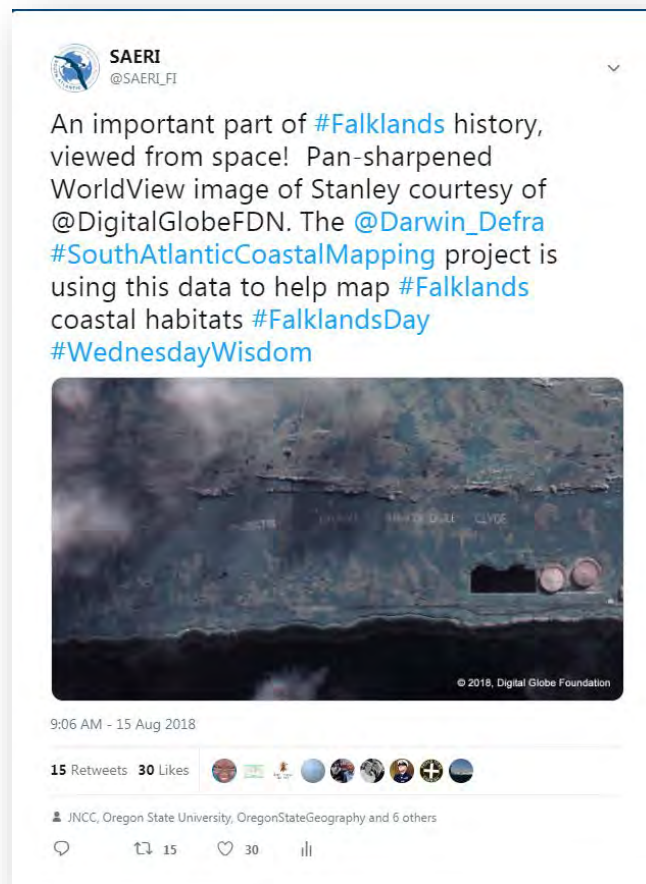 SAERI
@SAERI_FI
An important part of #Falklands history,
viewed from space!  Pan-sharpened
WorldView image of Stanley courtesy of
@DigitalGlobeFDN. The @Darwin_Defra
#SouthAtlanticCoastalMapping project is
using this data to help map #Falklands
coastal habitats #FalklandsDay
#WednesdayWisdom
CLYDE
© 2018, Digital Globe Foundation
9:06 AM - 15 Aug 2018
15 Retweets 30 Likes
JNCC, Oregon State University, OregonStateGeography and 6 others
15 30